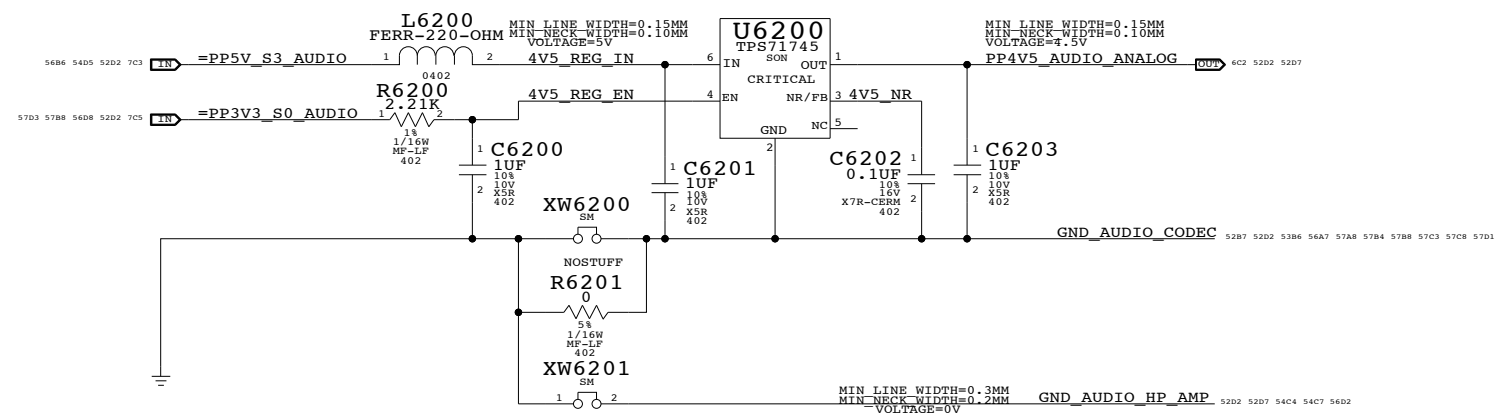 L6200
FERR-220-OHM
MIN_LINE_WIDTH=0.15MM
MIN_NECK_WIDTH=0.10MM
VOLTAGE=5V
U6200
TPS71745
SON
CRITICAL
MIN_LINE_WIDTH=0.15MM
MIN_NECK_WIDTH=0.10MM
VOLTAGE=4.5V
56B6 54D5 52D2 7C3
IN
=PP5V_S3_AUDIO
1
2
0402
4V5_REG_IN
6
IN
OUT
1
PP4V5_AUDIO_ANALOG
OUT
6C2 52D2 52D7
57D3 57B8 56D8 52D2 7C5
IN
=PP3V3_S0_AUDIO
R6200
2.21K
1
2
1%
1/16W
MF-LF
402
4V5_REG_EN
4
EN
NR/FB
3
4V5_NR
NC
5
GND
2
C6200
1UF
10%
10V
X5R
402
1
2
C6201
1UF
10%
10V
X5R
402
1
2
C6202
0.1UF
10%
16V
X7R-CERM
402
1
2
C6203
1UF
10%
10V
X5R
402
1
2
XW6200
SM
GND_AUDIO_CODEC
52B7 52D2 53B6 56A7 57A8 57B4 57B8 57C3 57C8 57D1
NOSTUFF
R6201
0
5%
1/16W
MF-LF
402
XW6201
SM
1
2
MIN_LINE_WIDTH=0.3MM
MIN_NECK_WIDTH=0.2MM
VOLTAGE=0V
GND_AUDIO_HP_AMP
52D2 52D7 54C4 54C7 56D2